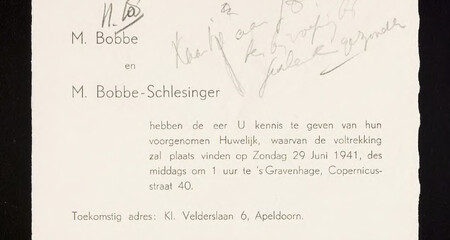 M. Bobbe
en
M. Bobbe-Schlesinger
hebben de eer U kennis te geven van hun
voorgenomen Huwelijk, waarvan de voltrekking
zal plaats vinden op Zondag 29 Juni 1941, des
middags om 1 uur te 's Gravenhage, Copernicus-
straat 40.
Toekomstig adres: Kl. Velderslaan 6, Apeldoorn.